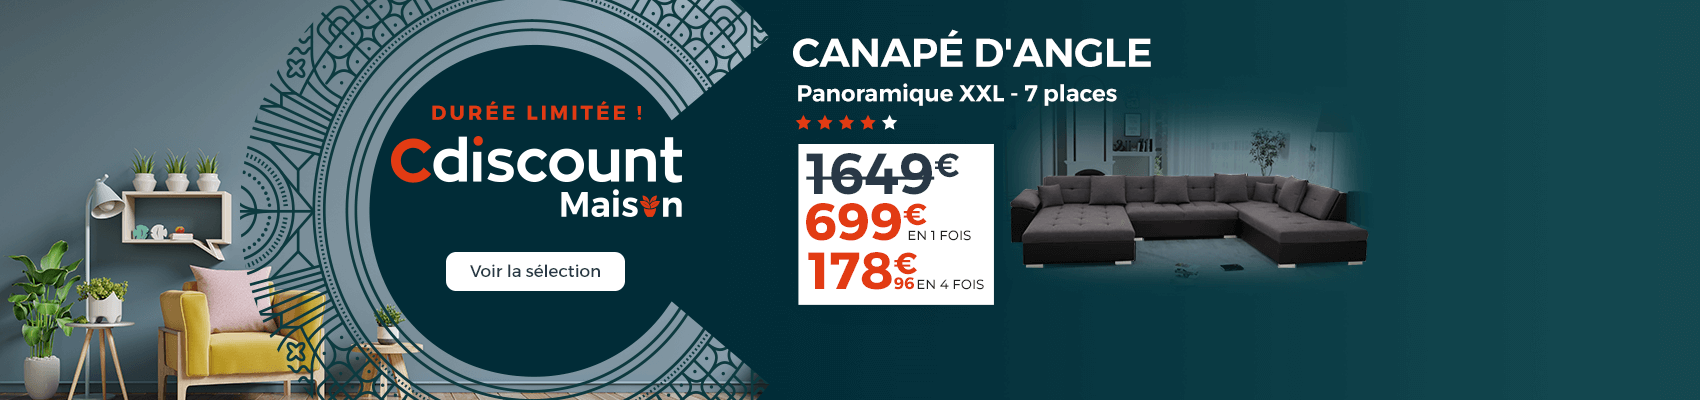 DURÉE LIMITÉE !
Cdiscount
Maison
Voir la sélection
CANAPÉ D'ANGLE
Panoramique XXL - 7 places
1649€
699€ EN 1 FOIS
178€96 EN 4 FOIS